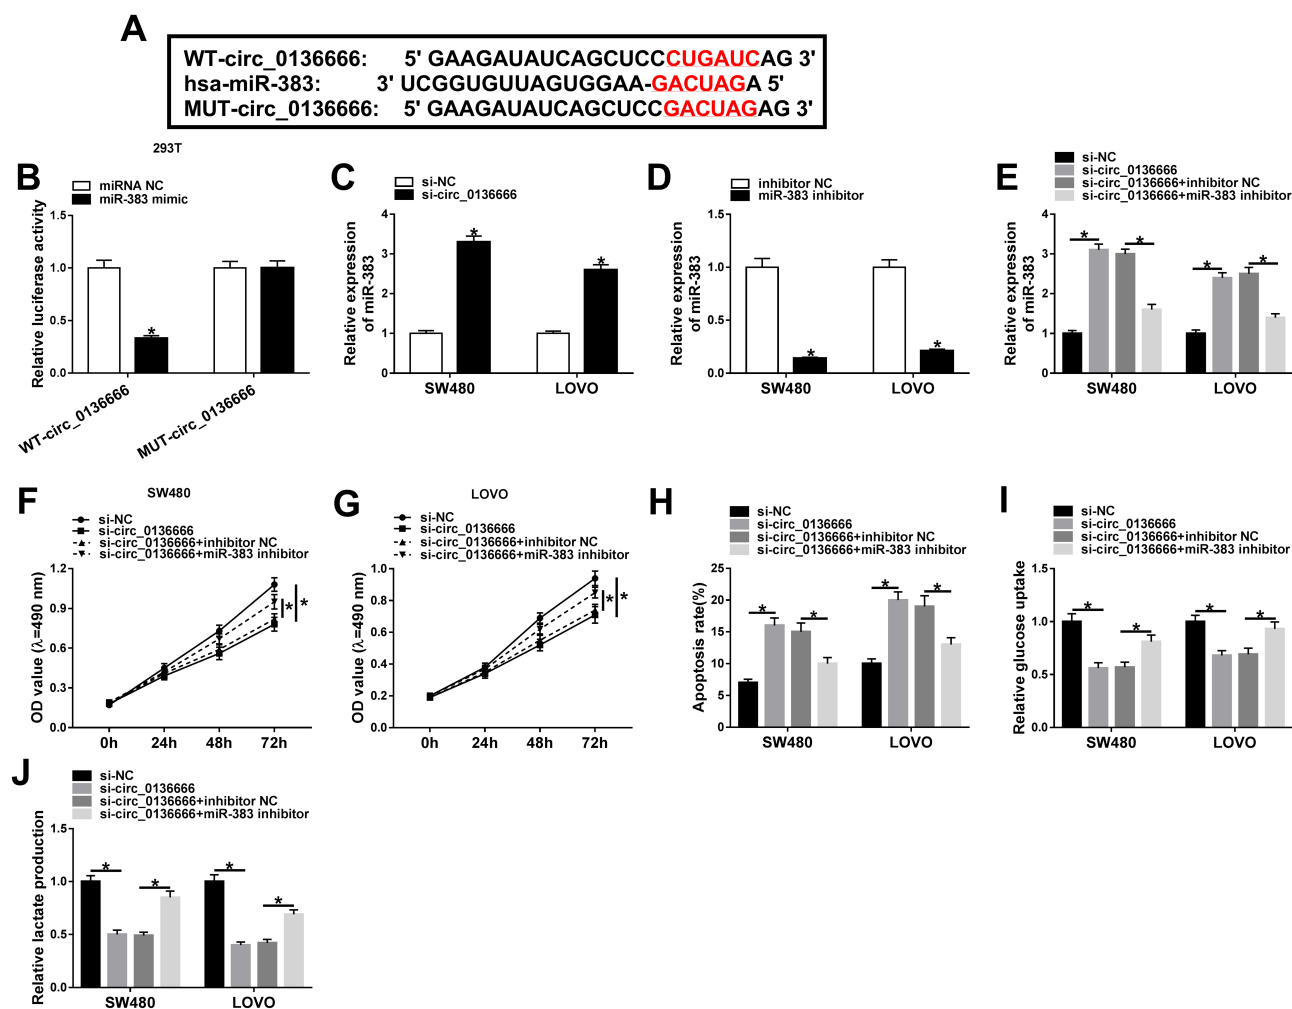 A
WT-circ_0136666: 5' GAAGAUAUCAGCUCCCUGAUCAG 3'
hsa-miR-383: 3' UCGGUGUUAGUGGAA-GACUAGA 5'
MUT-circ_0136666: 5' GAAGAUAUCAGCUCCGACUAGAG 3'
B
293T
miRNA NC
miR-383 mimic
Relative luciferase activity
1.5
1.0
0.5
0.0
*
WT-circ_0136666
MUT-circ_0136666
C
si-NC
si-circ_0136666
Relative expression
of miR-383
4
3
2
1
0
*
*
SW480
LOVO
D
inhibitor NC
miR-383 inhibitor
Relative expression
of miR-383
1.5
1.0
0.5
0.0
*
*
SW480
LOVO
E
si-NC
si-circ_0136666
si-circ_0136666+inhibitor NC
si-circ_0136666+miR-383 inhibitor
Relative expression
of miR-383
4
3
2
1
0
*
*
*
*
SW480
LOVO
F
SW480
si-NC
si-circ_0136666
si-circ_0136666+inhibitor NC
si-circ_0136666+miR-383 inhibitor
OD value (λ=490 nm)
1.2
0.9
0.6
0.3
0.0
*
*
0h
24h
48h
72h
G
LOVO
si-NC
si-circ_0136666
si-circ_0136666+inhibitor NC
si-circ_0136666+miR-383 inhibitor
OD value (λ=490 nm)
1.0
0.8
0.6
0.4
0.2
0.0
*
*
0h
24h
48h
72h
H
si-NC
si-circ_0136666
si-circ_0136666+inhibitor NC
si-circ_0136666+miR-383 inhibitor
Apoptosis rate(%)
25
20
15
10
5
0
*
*
*
*
SW480
LOVO
I
si-NC
si-circ_0136666
si-circ_0136666+inhibitor NC
si-circ_0136666+miR-383 inhibitor
Relative glucose uptake
1.5
1.0
0.5
0.0
*
*
*
*
SW480
LOVO
J
si-NC
si-circ_0136666
si-circ_0136666+inhibitor NC
si-circ_0136666+miR-383 inhibitor
Relative lactate production
1.5
1.0
0.5
0.0
*
*
*
*
SW480
LOVO